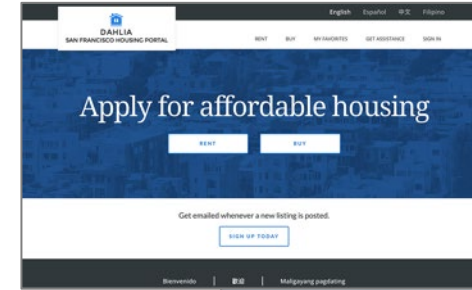 English Español 中文 Filipino
DAHLIA
SAN FRANCISCO HOUSING PORTAL
RENT BUY MY FAVORITES GET ASSISTANCE SIGN IN
Apply for affordable housing
RENT BUY
Get emailed whenever a new listing is posted.
SIGN UP TODAY
Bienvenido | 歡迎 | Maligayang pagdating